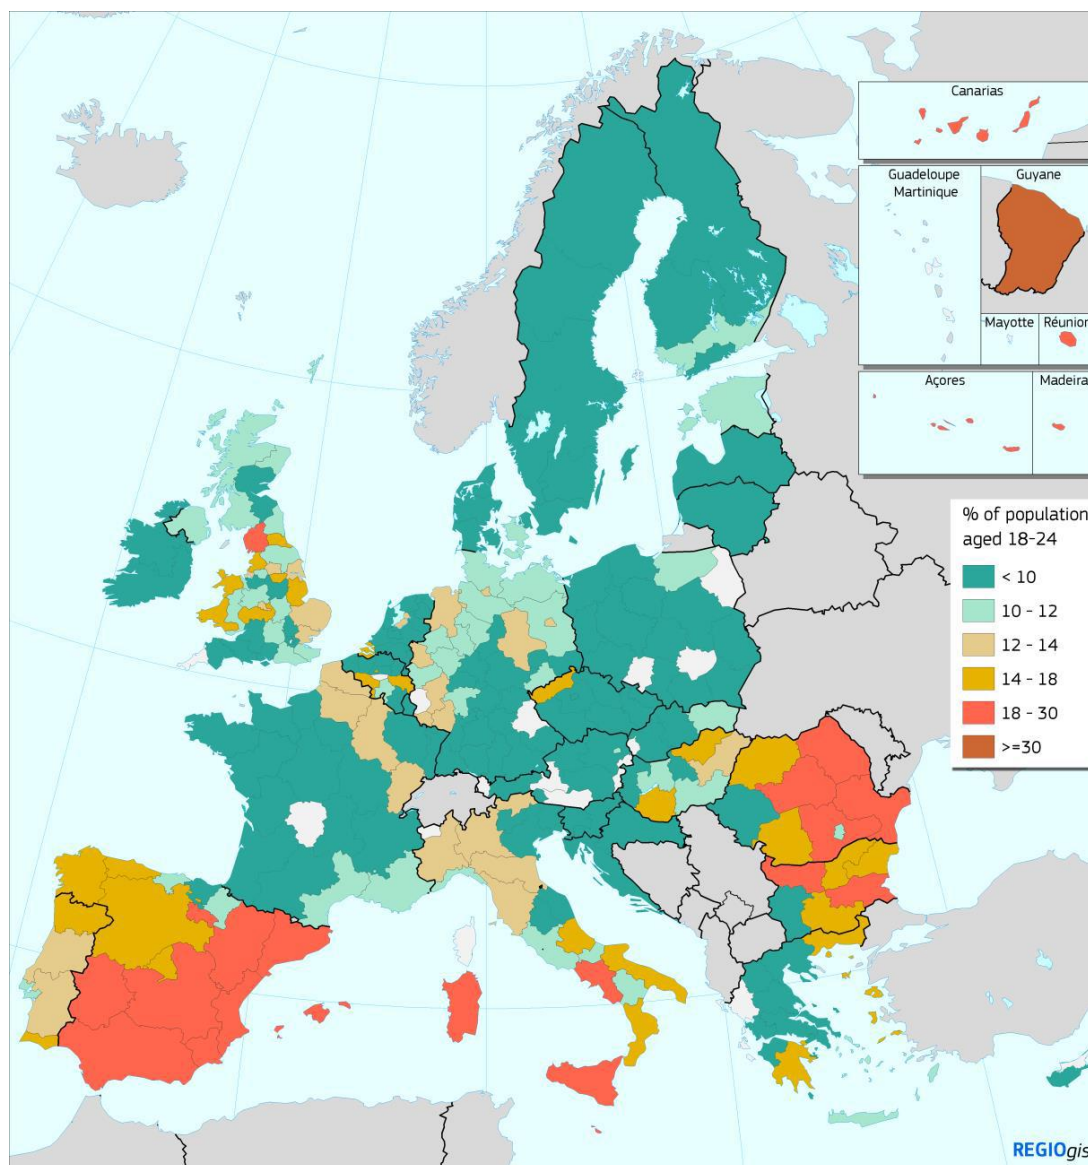 Canarias
Guadeloupe
Martinique
Guyane
Mayotte
Réunion
Açores
Madeira
% of population
aged 18-24
< 10
10 - 12
12 - 14
14 - 18
18 - 30
>=30
REGIOgis